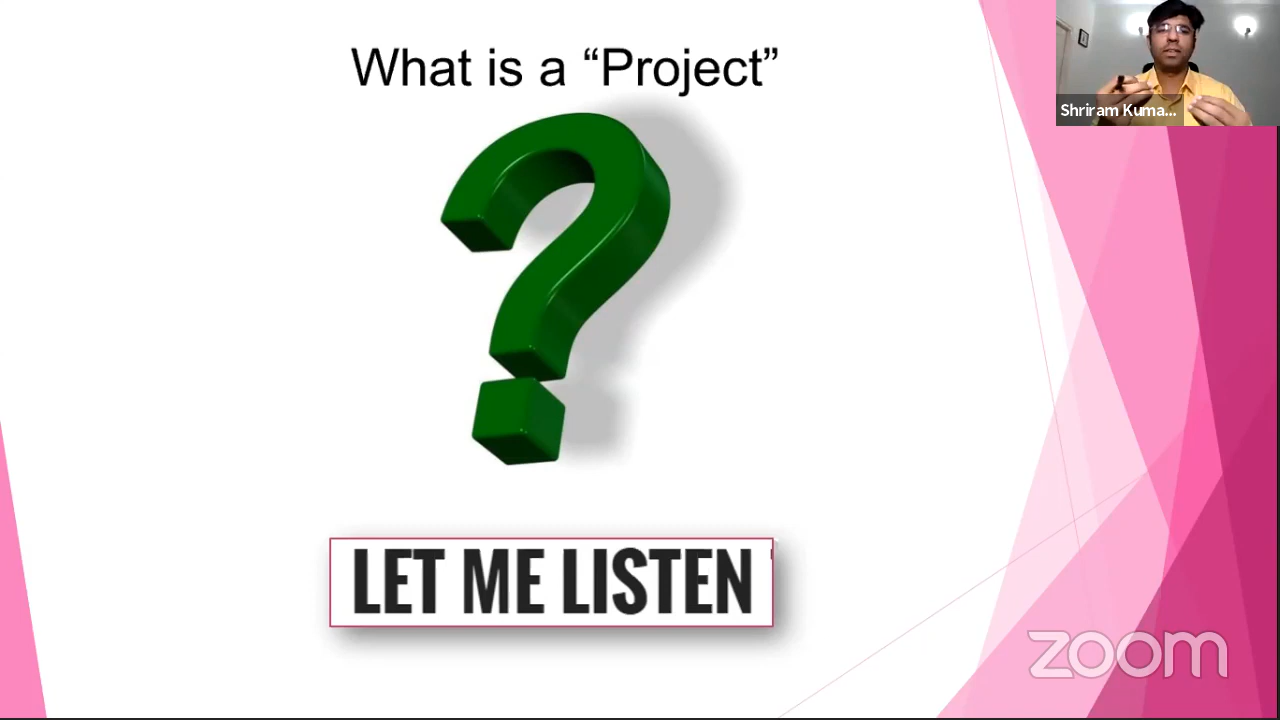 What is a “Project”
Shriram Kuma...
LET ME LISTEN
zoom